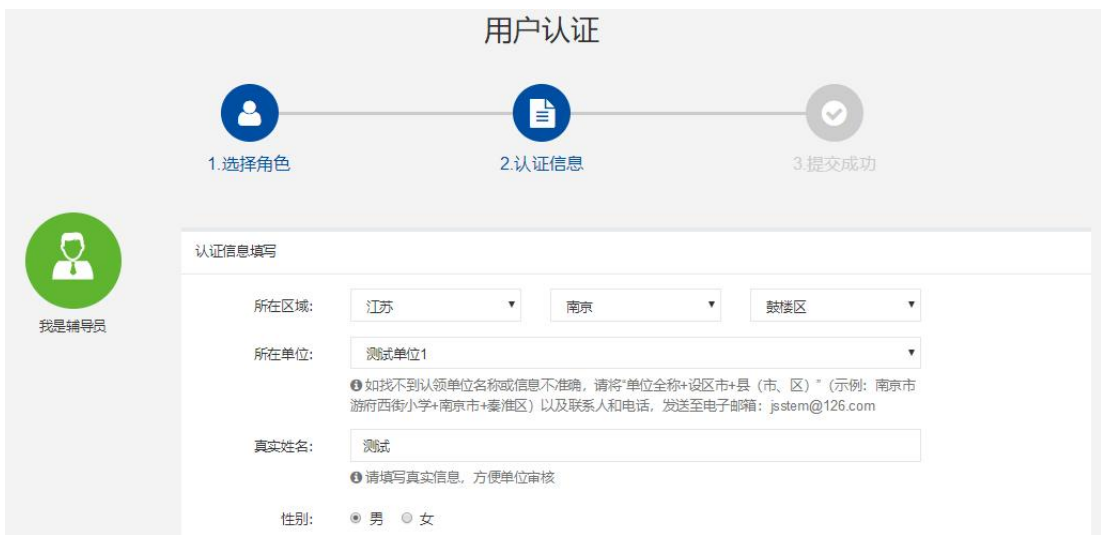 用户认证
1.选择角色
2.认证信息
3.提交成功
我是辅导员
认证信息填写
所在区域: 江苏 南京 鼓楼区
所在单位: 测试单位1
如找不到认领单位名称或信息不准确，请将“单位全称+设区市+县（市、区）”（示例：南京市
游府西街小学+南京市+秦淮区）以及联系人和电话，发送至电子邮箱：jsstem@126.com
真实姓名: 测试
请填写真实信息，方便单位审核
性别: 男 女